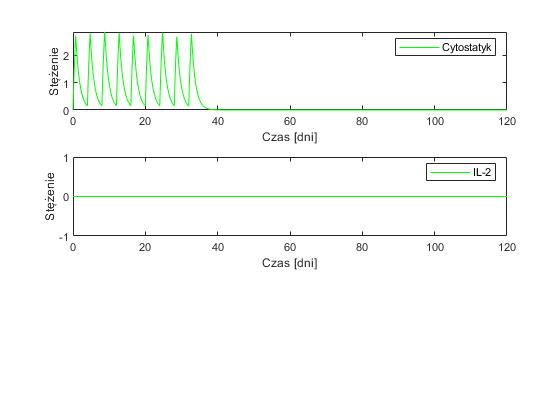 Cytostatyk
Stężenie
2
1
0
0 20 40 60 80 100 120
Czas [dni]
IL-2
Stężenie
1
0
-1
0 20 40 60 80 100 120
Czas [dni]